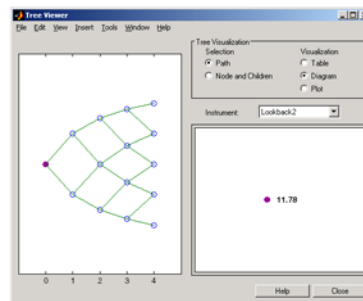 Tree Viewer
File Edit View Insert Tools Window Help
Tree Visualization
Selection
Visualization
Path
Table
Node and Children
Diagram
Plot
Instrument:
Lookback2
11.78
0 1 2 3 4
Help
Close